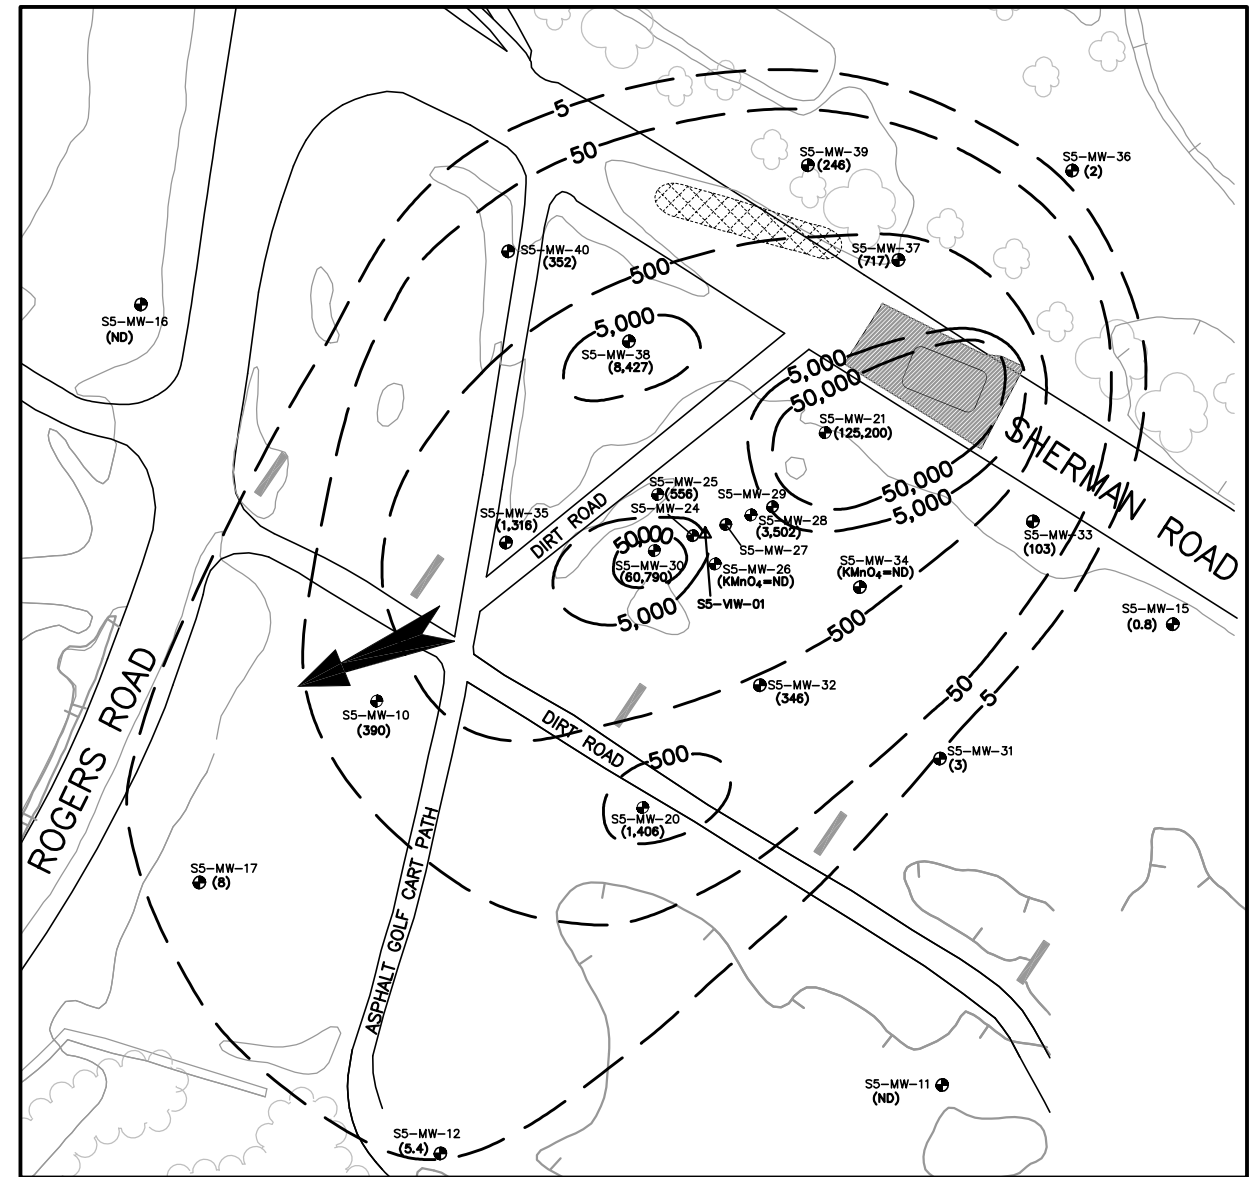 5
50
S5-MW-39
(246)
S5-MW-36
(2)
S5-MW-40
(352)
S5-MW-37
(717)
500
S5-MW-16
(ND)
5,000
S5-MW-38
(8,427)
5,000
50,000
S5-MW-21
(125,200)
SHERMAN ROAD
50,000
5,000
S5-MW-25
(556)
S5-MW-24
S5-MW-29
S5-MW-28
(3,502)
S5-MW-27
S5-MW-35
(1,316)
DIRT ROAD
50,000
S5-MW-30
(60,790)
5,000
S5-MW-26
(KMnO₄=ND)
S5-VIW-01
S5-MW-34
(KMnO₄=ND)
S5-MW-33
(103)
S5-MW-15
(0.8)
500
S5-MW-32
(346)
50
5
S5-MW-10
(390)
ROGERS ROAD
DIRT ROAD
500
S5-MW-31
(3)
S5-MW-20
(1,406)
ASPHALT GOLF CART PATH
S5-MW-17
(8)
S5-MW-11
(ND)
S5-MW-12
(5.4)